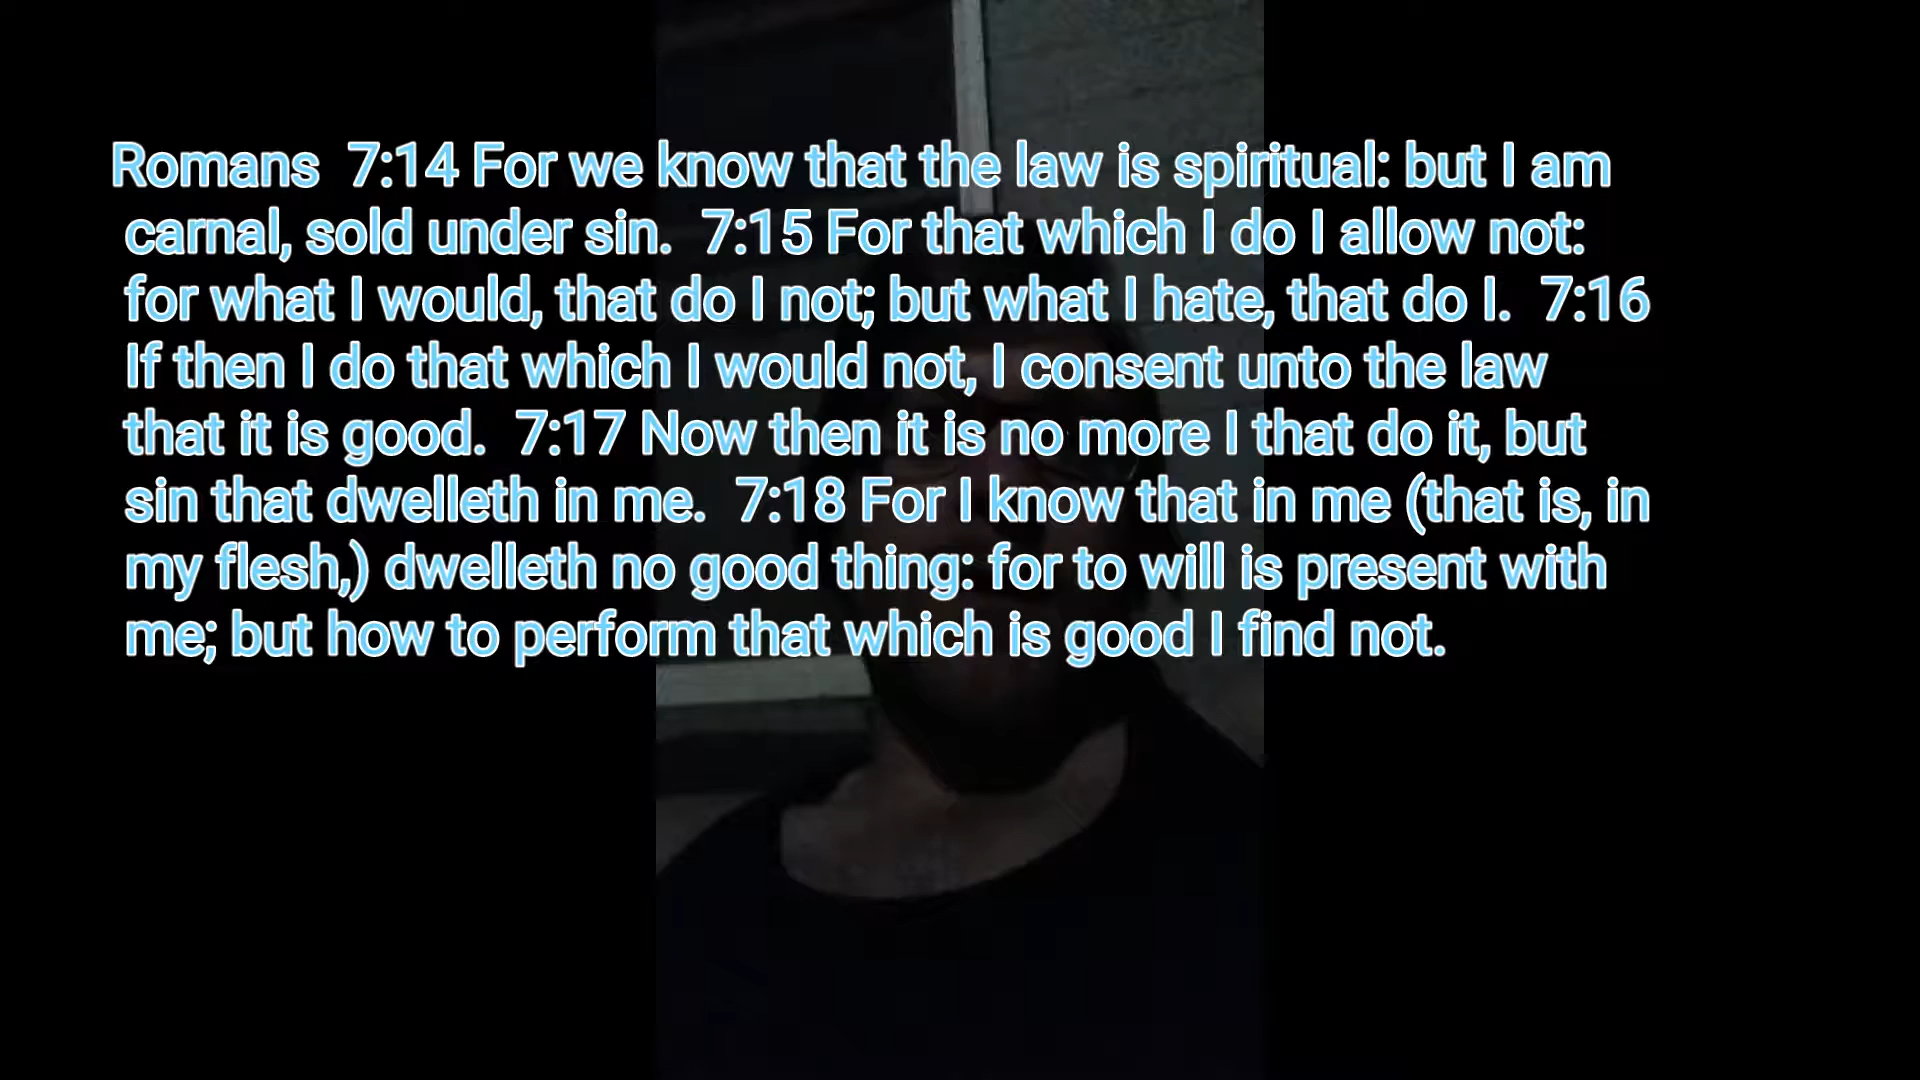 Romans  7:14 For we know that the law is spiritual: but I am
carnal, sold under sin.  7:15 For that which I do I allow not:
for what I would, that do I not; but what I hate, that do I.  7:16
If then I do that which I would not, I consent unto the law
that it is good.  7:17 Now then it is no more I that do it, but
sin that dwelleth in me.  7:18 For I know that in me (that is, in
my flesh,) dwelleth no good thing: for to will is present with
me; but how to perform that which is good I find not.